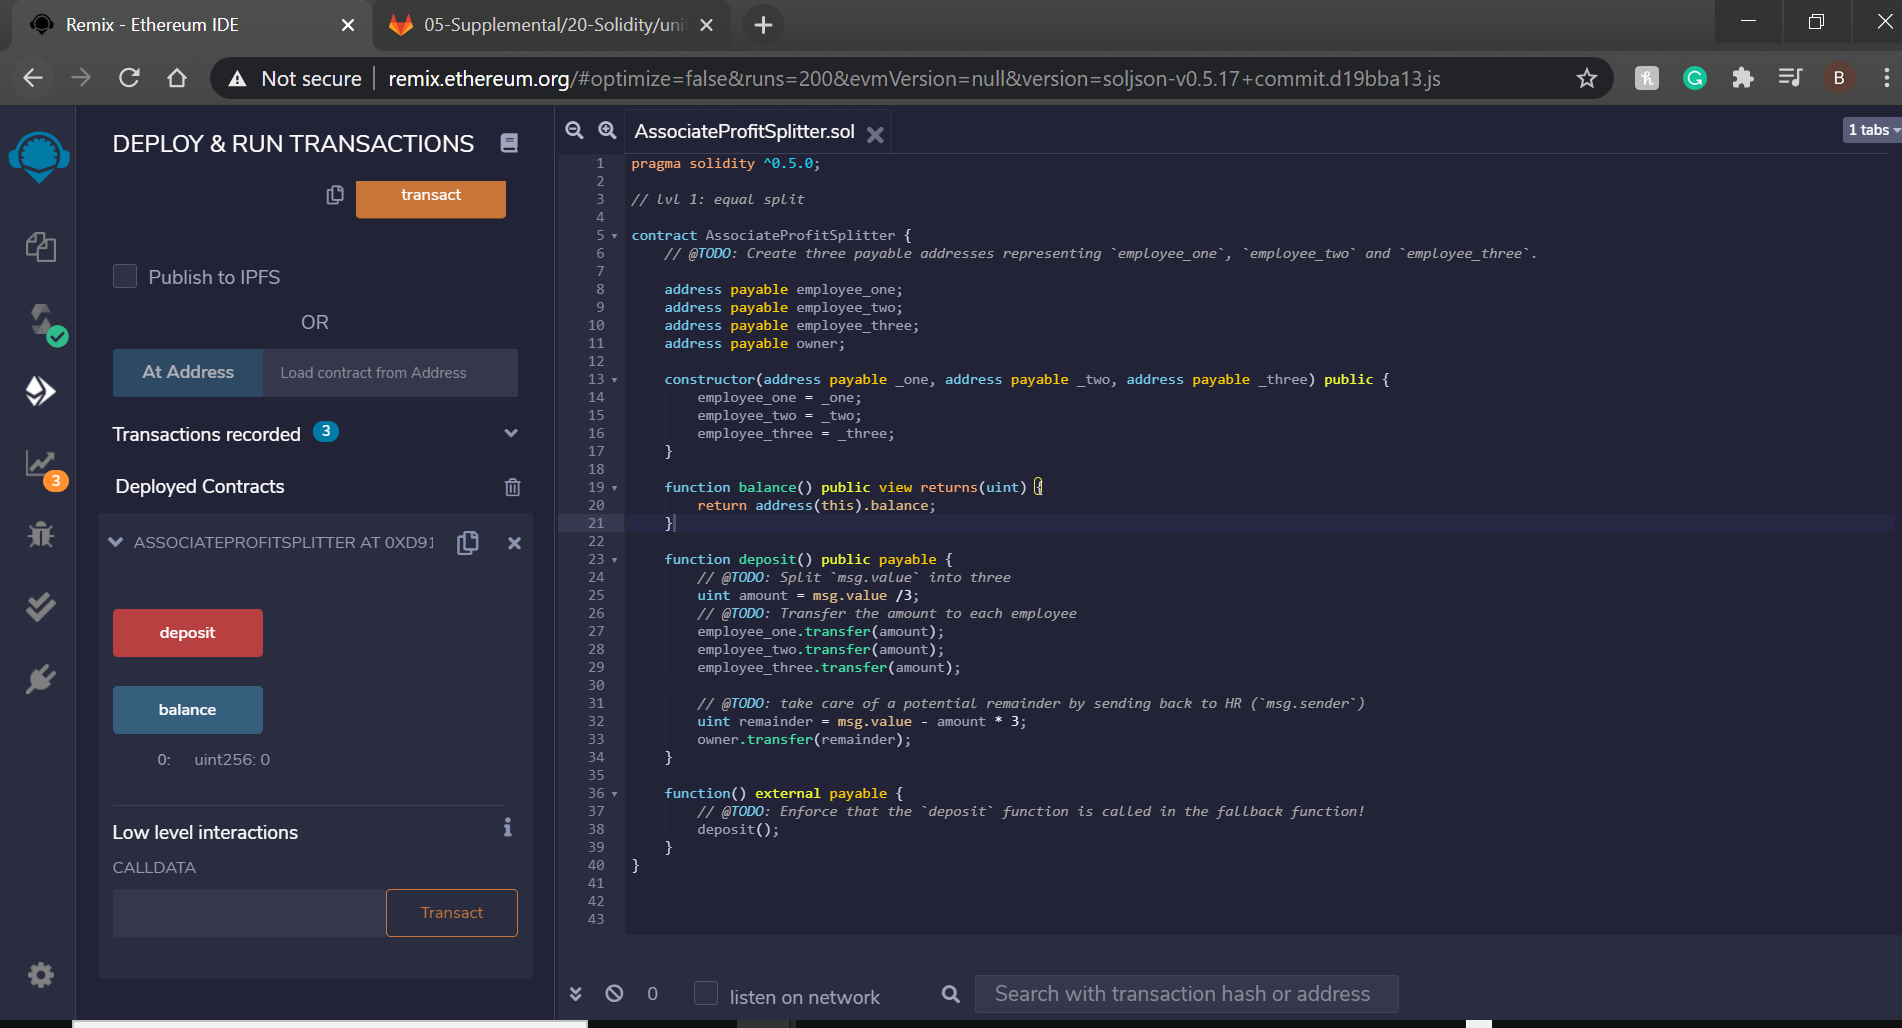 Remix - Ethereum IDE
05-Supplemental/20-Solidity/uni
Not secure
remix.ethereum.org/#optimize=false&runs=200&evmVersion=null&version=soljson-v0.5.17+commit.d19bba13.js
B
DEPLOY & RUN TRANSACTIONS
transact
Publish to IPFS
OR
At Address
Load contract from Address
Transactions recorded 3
3
Deployed Contracts
ASSOCIATEPROFITSPLITTER AT 0XD91
deposit
balance
0: uint256: 0
Low level interactions
CALLDATA
Transact
AssociateProfitSplitter.sol
1 tabs
1 pragma solidity ^0.5.0;
2
3 // lvl 1: equal split
4
5 contract AssociateProfitSplitter {
6 // @TODO: Create three payable addresses representing `employee_one`, `employee_two` and `employee_three`.
7
8 address payable employee_one;
9 address payable employee_two;
10 address payable employee_three;
11 address payable owner;
12
13 constructor(address payable _one, address payable _two, address payable _three) public {
14 employee_one = _one;
15 employee_two = _two;
16 employee_three = _three;
17 }
18
19 function balance() public view returns(uint) {
20 return address(this).balance;
21 }
22
23 function deposit() public payable {
24 // @TODO: Split `msg.value` into three
25 uint amount = msg.value /3;
26 // @TODO: Transfer the amount to each employee
27 employee_one.transfer(amount);
28 employee_two.transfer(amount);
29 employee_three.transfer(amount);
30
31 // @TODO: take care of a potential remainder by sending back to HR (`msg.sender`)
32 uint remainder = msg.value - amount * 3;
33 owner.transfer(remainder);
34 }
35
36 function() external payable {
37 // @TODO: Enforce that the `deposit` function is called in the fallback function!
38 deposit();
39 }
40 }
41
42
43
0
listen on network
Search with transaction hash or address